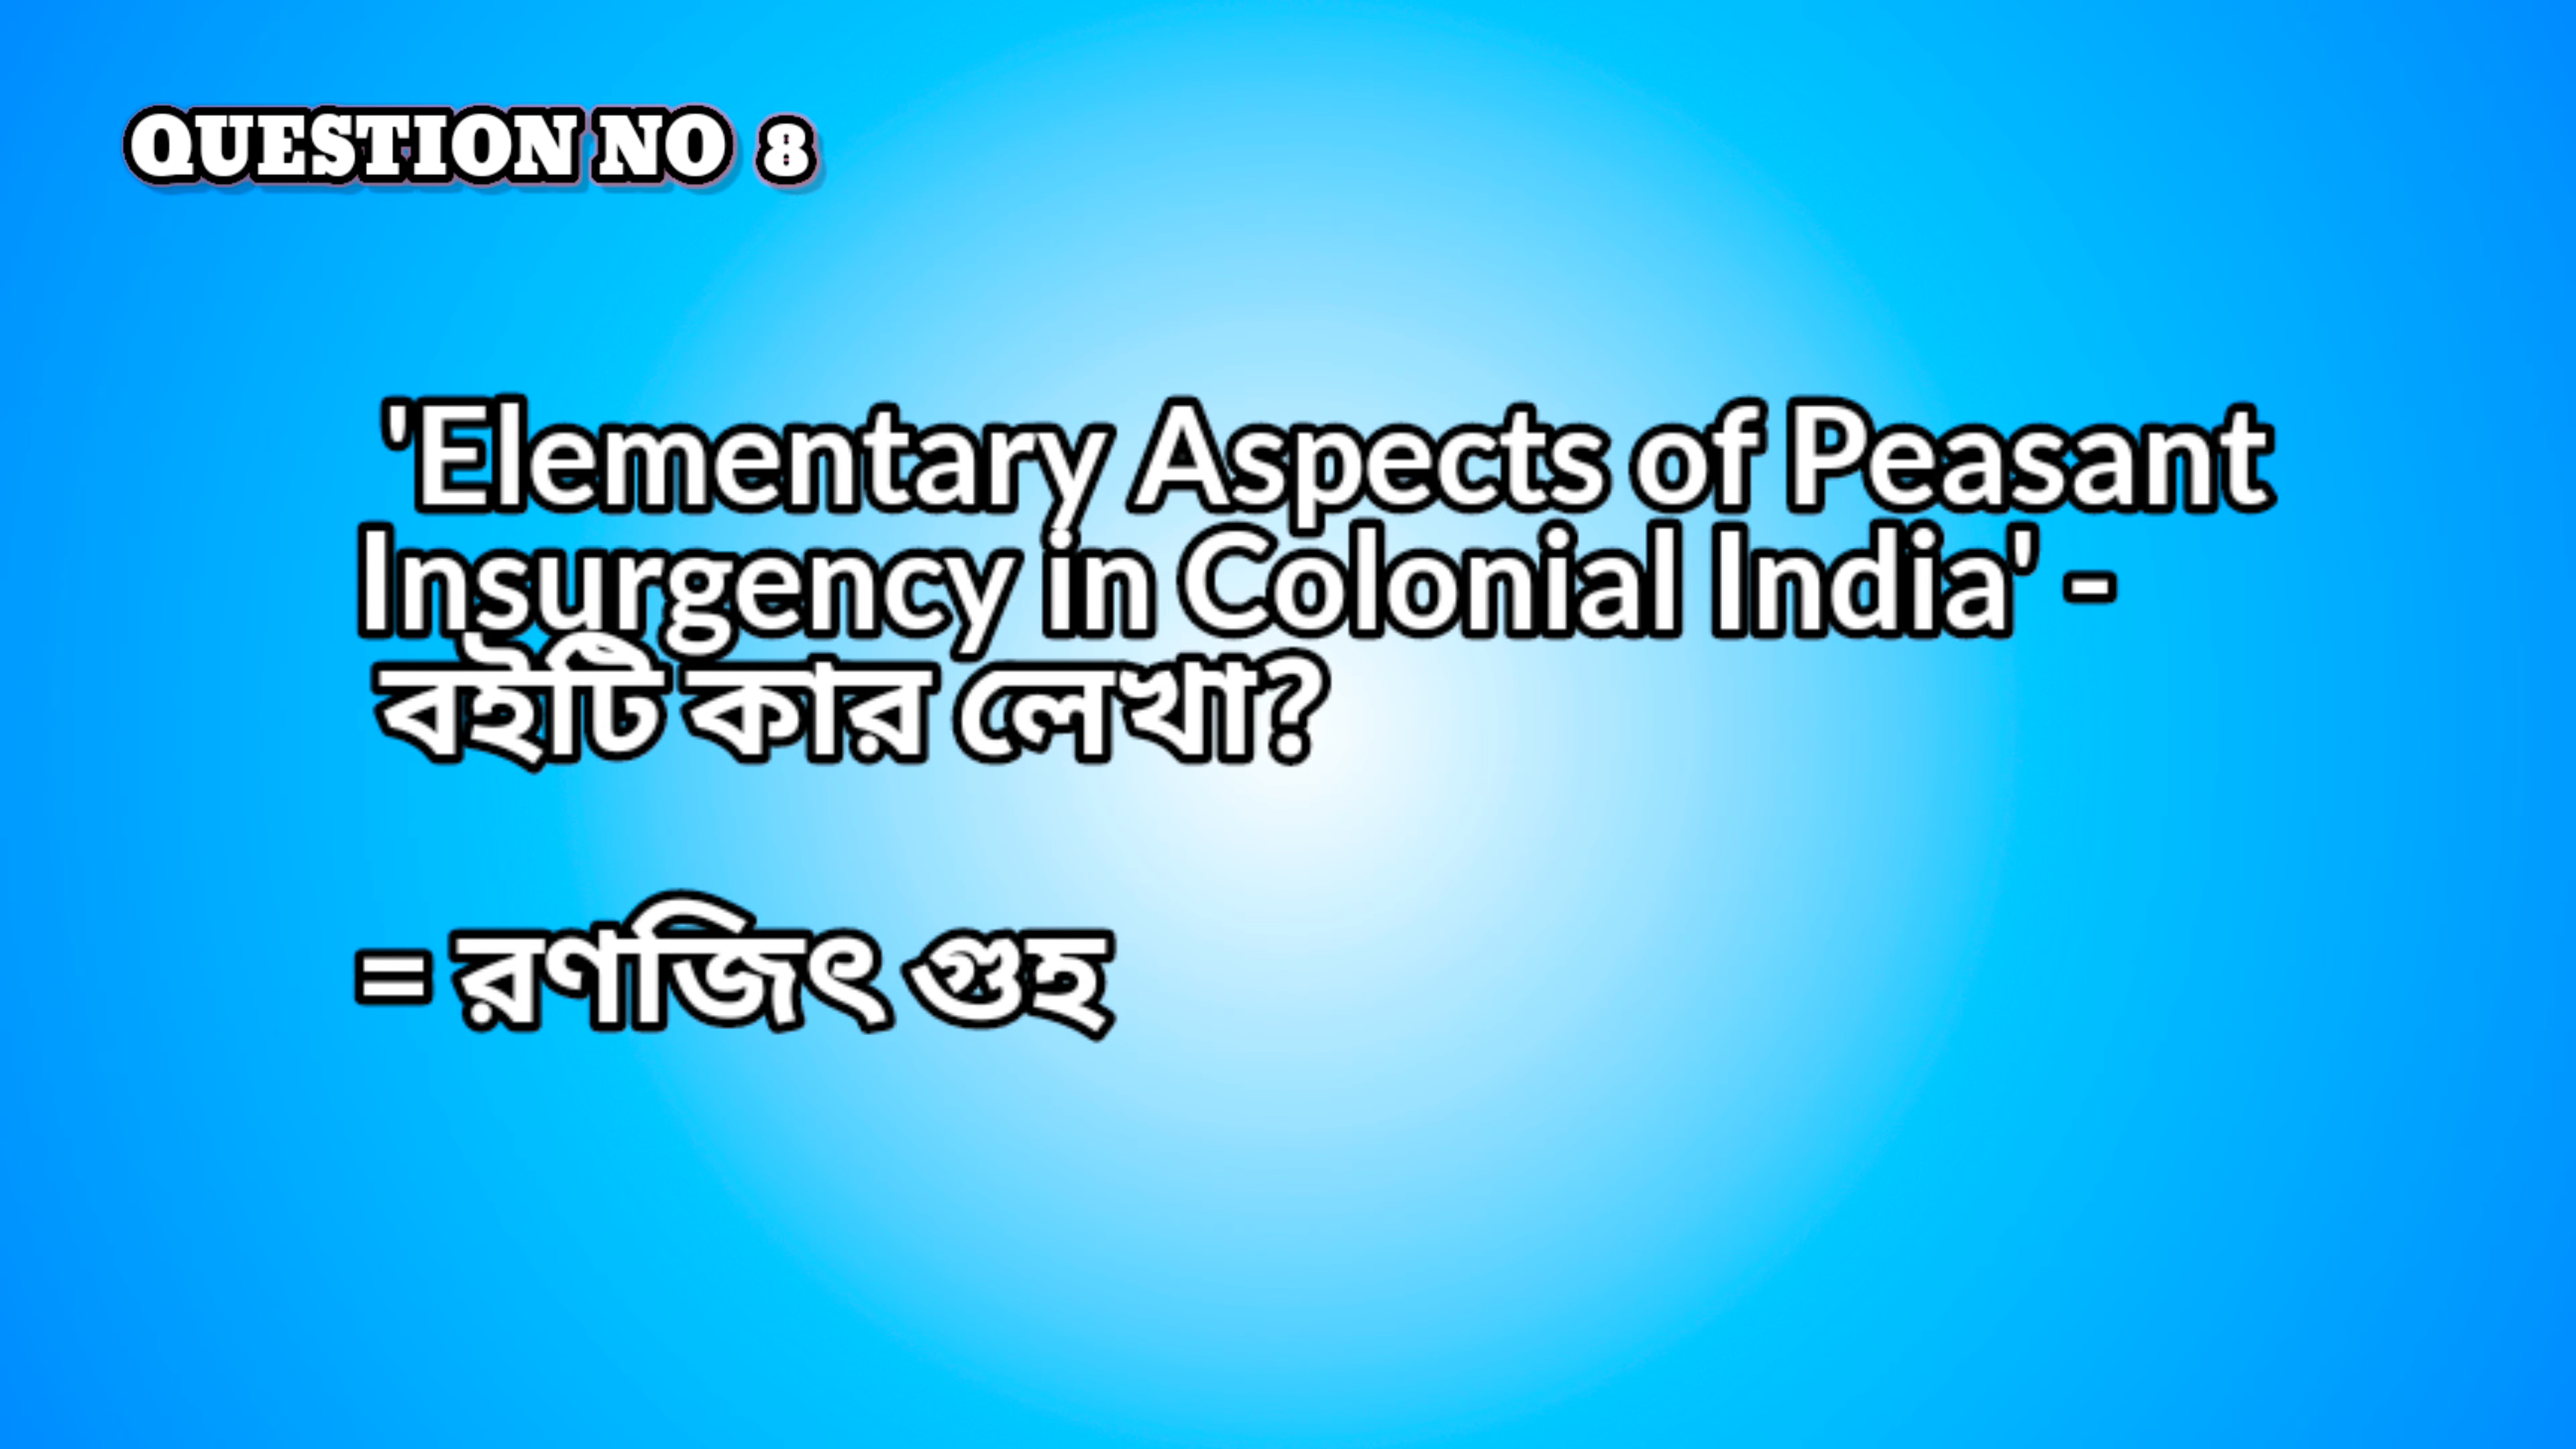 QUESTION NO 8
'Elementary Aspects of Peasant
Insurgency in Colonial India' -
বইটি কার লেখা?
= রণজিৎ গুহ